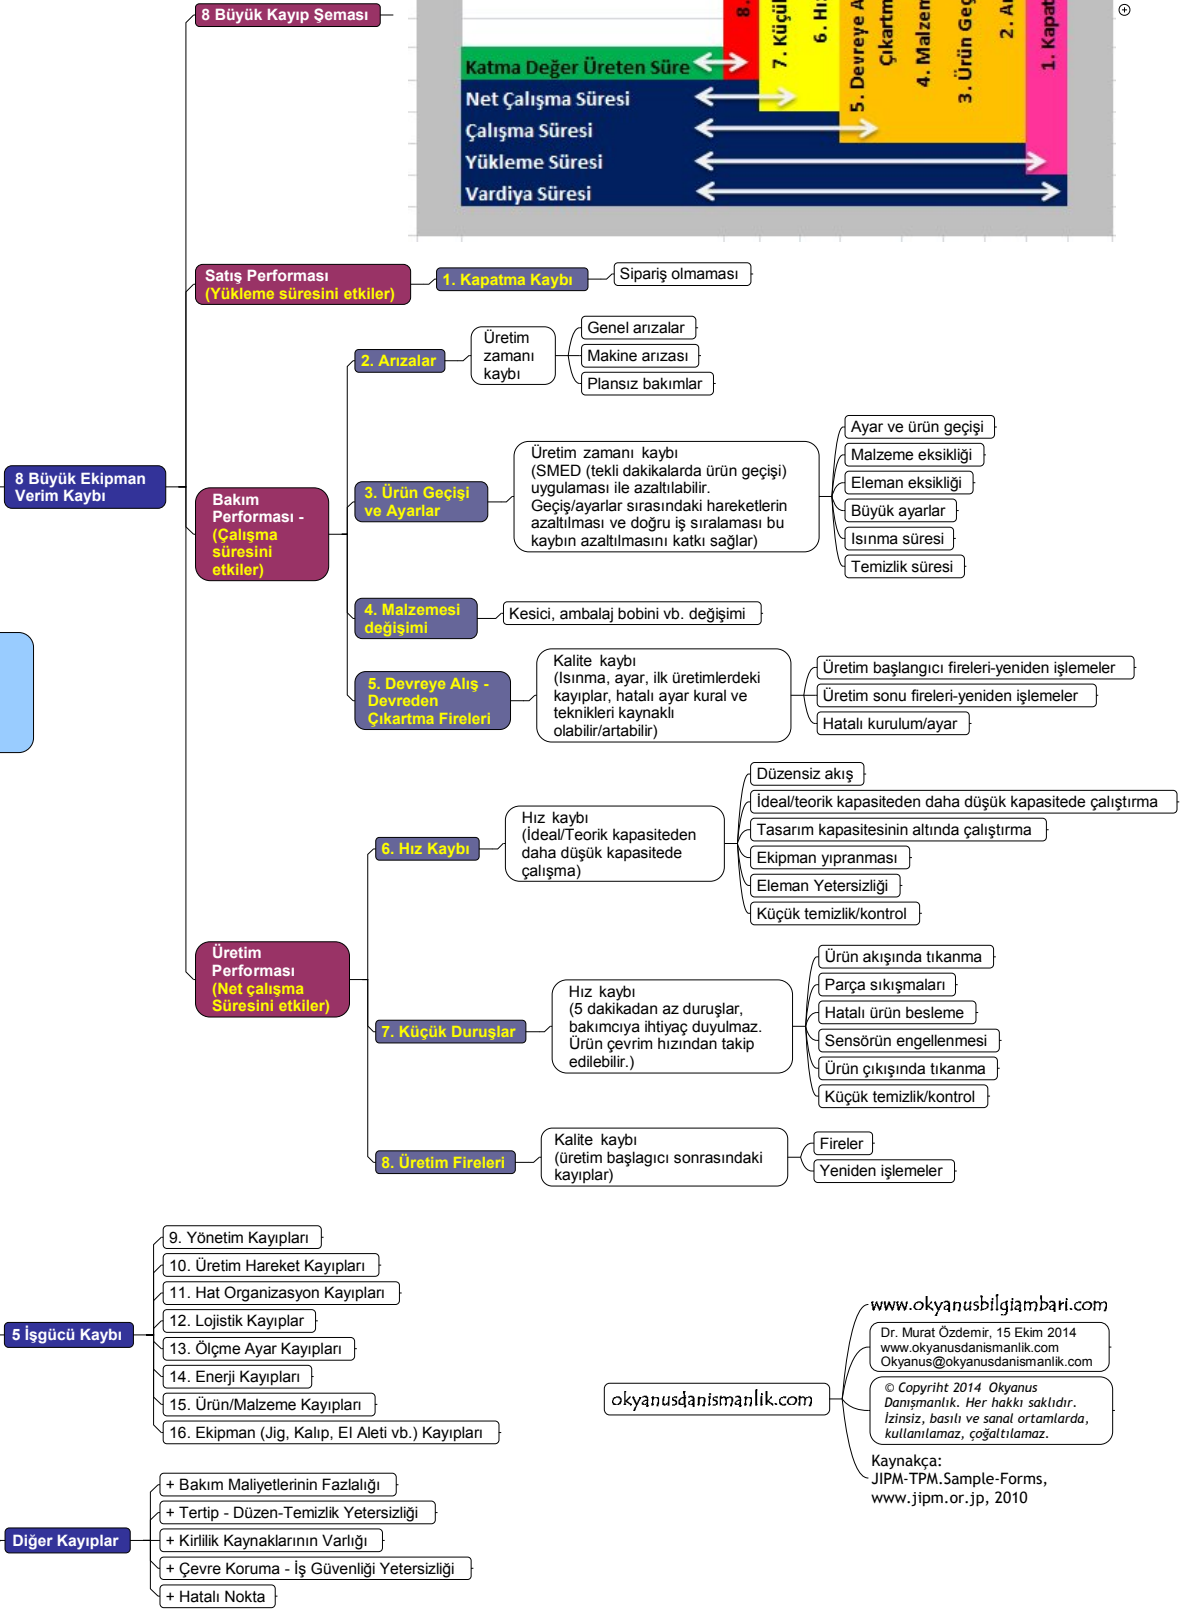 8 Büyük Kayıp Şeması
8.
7. Küçük
6. Hız
5. Devreye A
Çıkartm
4. Malzem
3. Ürün Geç
2. Ar
1. Kapat
Katma Değer Üreten Süre
Net Çalışma Süresi
Çalışma Süresi
Yükleme Süresi
Vardiya Süresi
8 Büyük Ekipman
Verim Kaybı
Satış Performası
(Yükleme süresini etkiler)
1. Kapatma Kaybı
Sipariş olmaması
Bakım
Performası -
(Çalışma
süresini
etkiler)
2. Arızalar
Üretim
zamanı
kaybı
Genel arızalar
Makine arızası
Plansız bakımlar
3. Ürün Geçişi
ve Ayarlar
Üretim zamanı kaybı
(SMED (tekli dakikalarda ürün geçişi)
uygulaması ile azaltılabilir.
Geçiş/ayarlar sırasındaki hareketlerin
azaltılması ve doğru iş sıralaması bu
kaybın azaltılmasını katkı sağlar)
Ayar ve ürün geçişi
Malzeme eksikliği
Eleman eksikliği
Büyük ayarlar
Isınma süresi
Temizlik süresi
4. Malzemesi
değişimi
Kesici, ambalaj bobini vb. değişimi
5. Devreye Alış -
Devreden
Çıkartma Fireleri
Kalite kaybı
(Isınma, ayar, ilk üretimlerdeki
kayıplar, hatalı ayar kural ve
teknikleri kaynaklı
olabilir/artabilir)
Üretim başlangıcı fireleri-yeniden işlemeler
Üretim sonu fireleri-yeniden işlemeler
Hatalı kurulum/ayar
Üretim
Performası
(Net çalışma
Süresini etkiler)
6. Hız Kaybı
Hız kaybı
(İdeal/Teorik kapasiteden
daha düşük kapasitede
çalışma)
Düzensiz akış
İdeal/teorik kapasiteden daha düşük kapasitede çalıştırma
Tasarım kapasitesinin altında çalıştırma
Ekipman yıpranması
Eleman Yetersizliği
Küçük temizlik/kontrol
7. Küçük Duruşlar
Hız kaybı
(5 dakikadan az duruşlar,
bakımcıya ihtiyaç duyulmaz.
Ürün çevrim hızından takip
edilebilir.)
Ürün akışında tıkanma
Parça sıkışmaları
Hatalı ürün besleme
Sensörün engellenmesi
Ürün çıkışında tıkanma
Küçük temizlik/kontrol
8. Üretim Fireleri
Kalite kaybı
(üretim başlagıcı sonrasındaki
kayıplar)
Fireler
Yeniden işlemeler
5 İşgücü Kaybı
9. Yönetim Kayıpları
10. Üretim Hareket Kayıpları
11. Hat Organizasyon Kayıpları
12. Lojistik Kayıplar
13. Ölçme Ayar Kayıpları
14. Enerji Kayıpları
15. Ürün/Malzeme Kayıpları
16. Ekipman (Jig, Kalıp, El Aleti vb.) Kayıpları
Diğer Kayıplar
+ Bakım Maliyetlerinin Fazlalığı
+ Tertip - Düzen-Temizlik Yetersizliği
+ Kirlilik Kaynaklarının Varlığı
+ Çevre Koruma - İş Güvenliği Yetersizliği
+ Hatalı Nokta
okyanusdanismanlik.com
www.okyanusbilgiambari.com
Dr. Murat Özdemir, 15 Ekim 2014
www.okyanusdanismanlik.com
Okyanus@okyanusdanismanlik.com
© Copyriht 2014 Okyanus
Danışmanlık. Her hakkı saklıdır.
İzinsiz, basılı ve sanal ortamlarda,
kullanılamaz, çoğaltılamaz.
Kaynakça:
JIPM-TPM.Sample-Forms,
www.jipm.or.jp, 2010